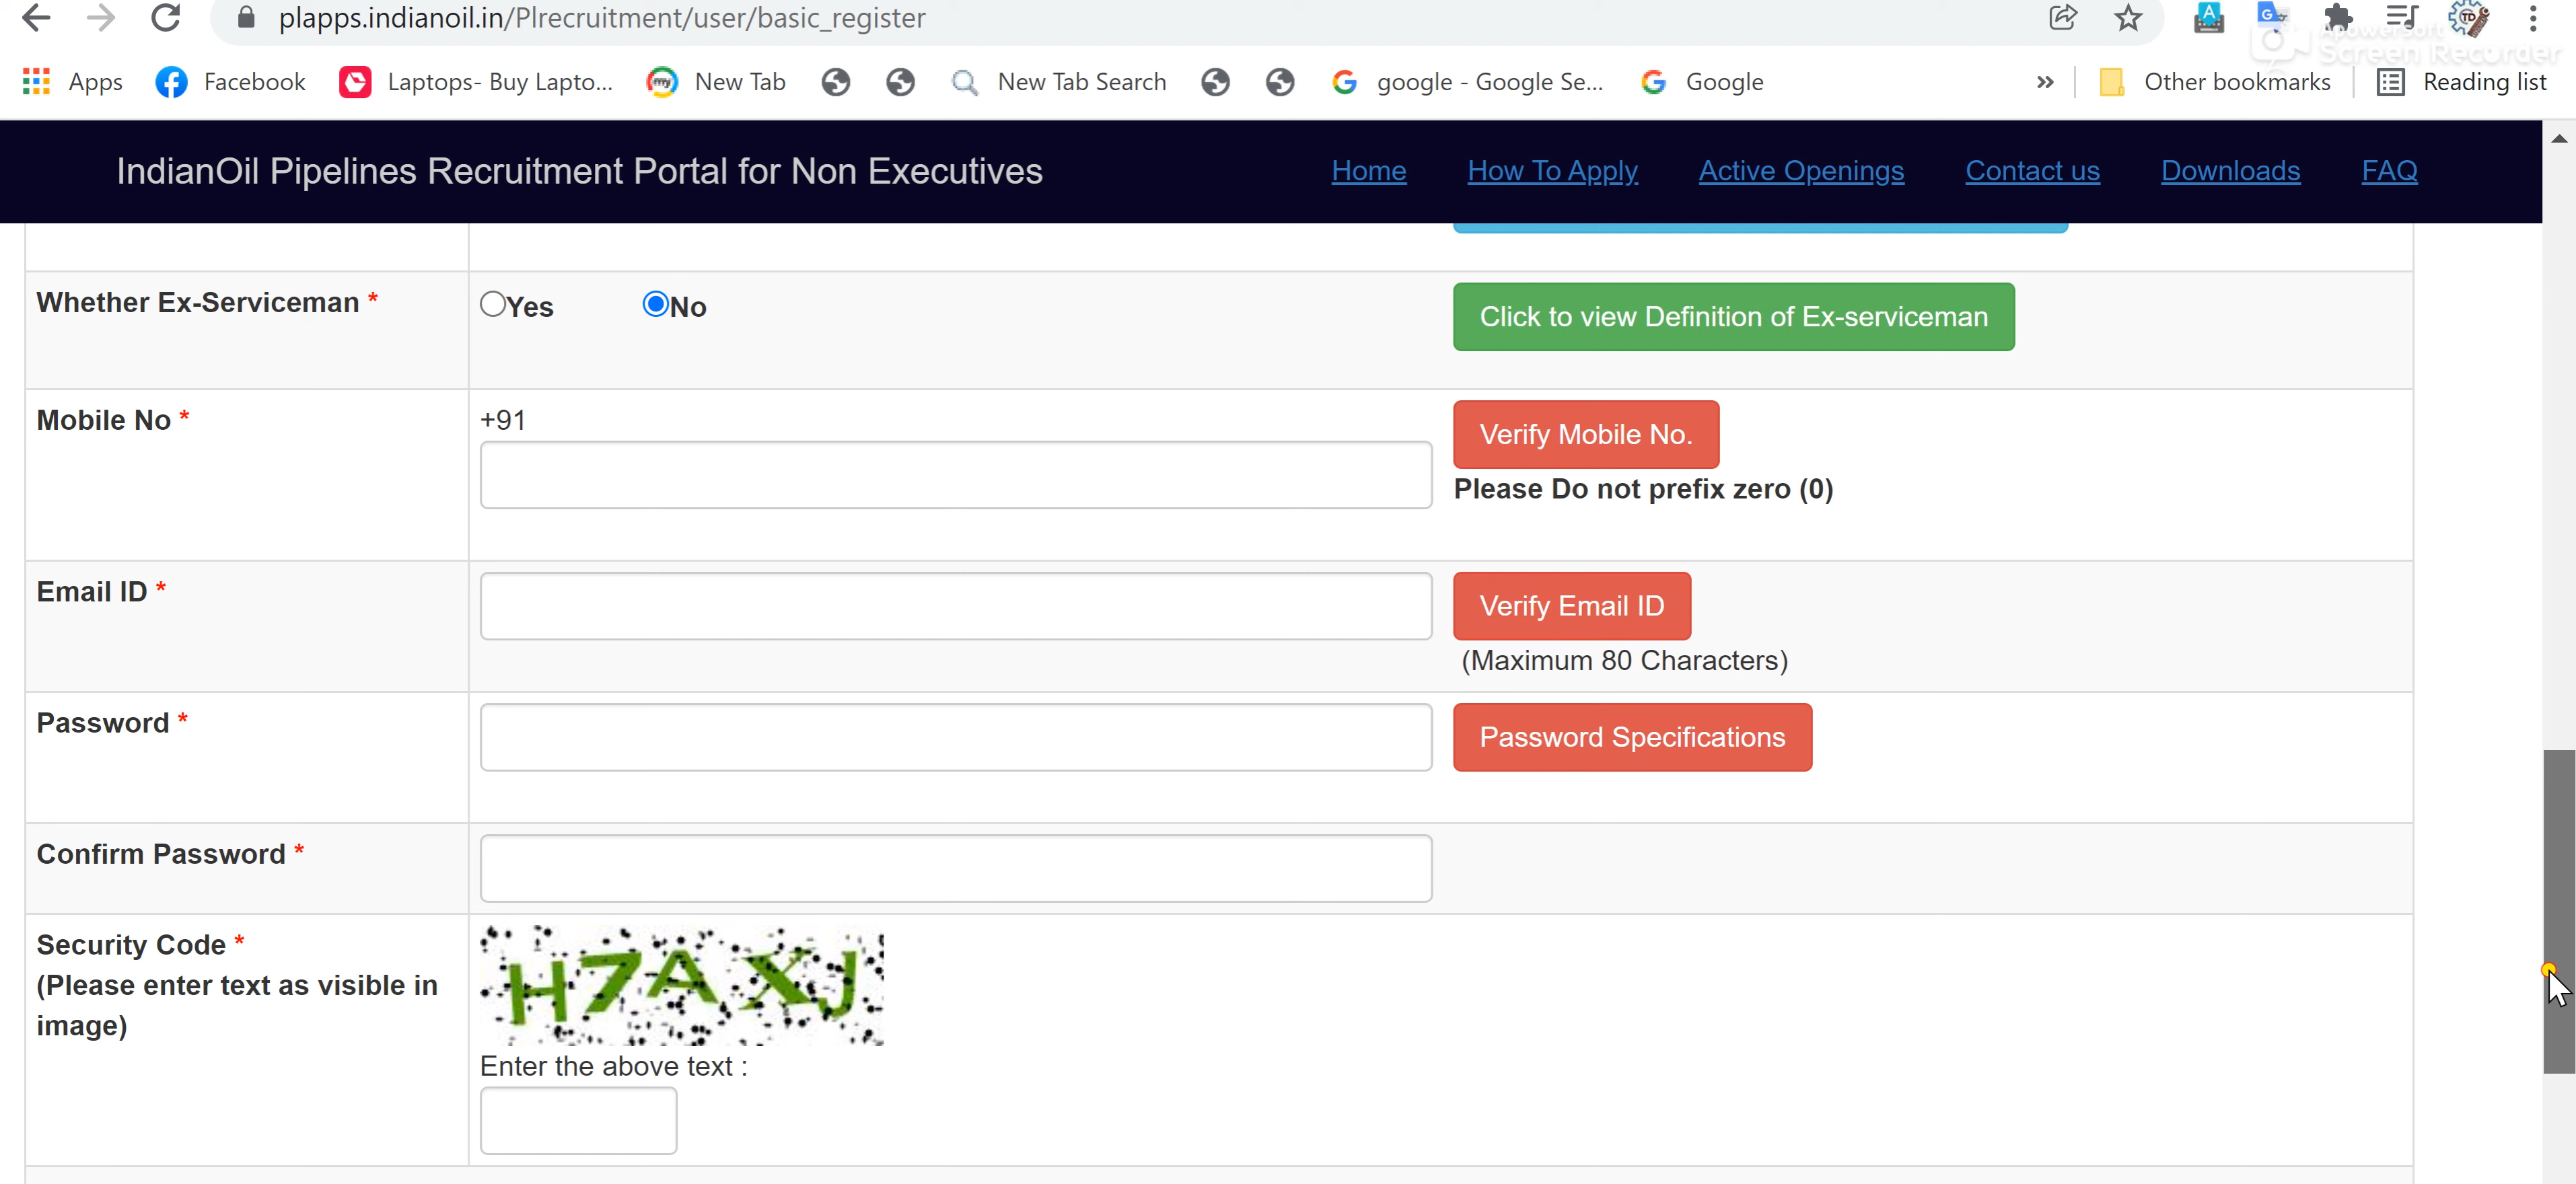 plapps.indianoil.in/Plrecruitment/user/basic_register
Apowersoft
Screen Recorder
Apps
Facebook
Laptops- Buy Lapto...
New Tab
New Tab Search
google - Google Se...
Google
»
Other bookmarks
Reading list
IndianOil Pipelines Recruitment Portal for Non Executives
Home
How To Apply
Active Openings
Contact us
Downloads
FAQ
Whether Ex-Serviceman *
Yes
No
Click to view Definition of Ex-serviceman
Mobile No *
+91
Verify Mobile No.
Please Do not prefix zero (0)
Email ID *
Verify Email ID
(Maximum 80 Characters)
Password *
Password Specifications
Confirm Password *
Security Code *
(Please enter text as visible in
image)
H7AXJ
Enter the above text :